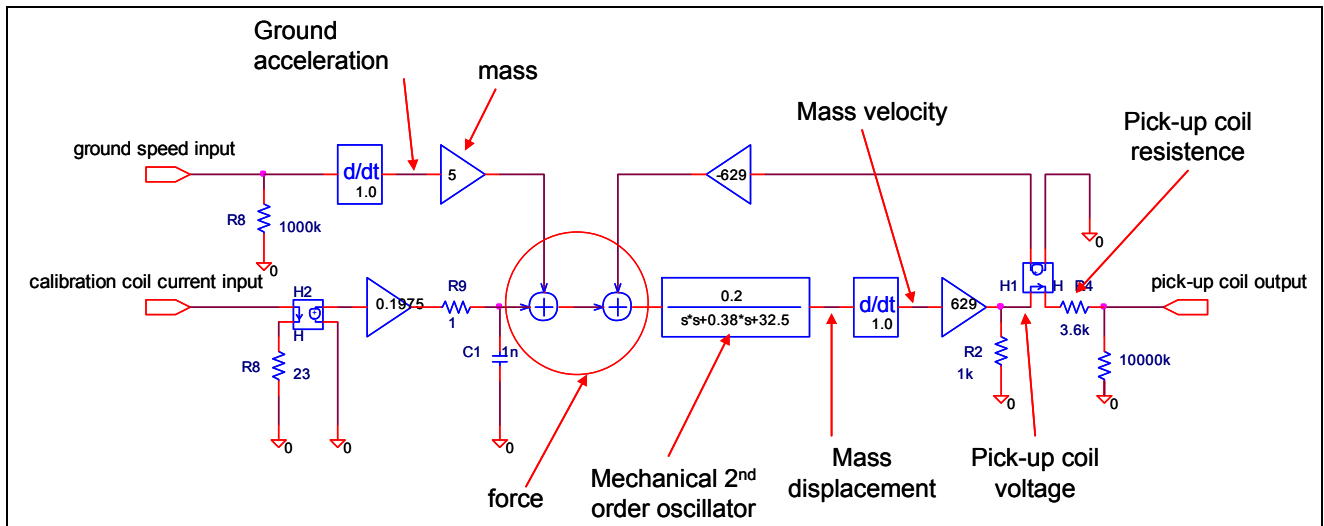 Ground
acceleration
mass
Mass velocity
Pick-up coil
resistence
ground speed input
d/dt
1.0
5
-629
R8
1000k
0
0
calibration coil current input
H2
H
0.1975
R9
1
C1
1n
0.2
s*s+0.38*s+32.5
d/dt
1.0
629
H1
H
R4
3.6k
pick-up coil output
R8
23
R2
1k
10000k
0
0
0
0
0
force
Mechanical 2nd
order oscillator
Mass
displacement
Pick-up coil
voltage